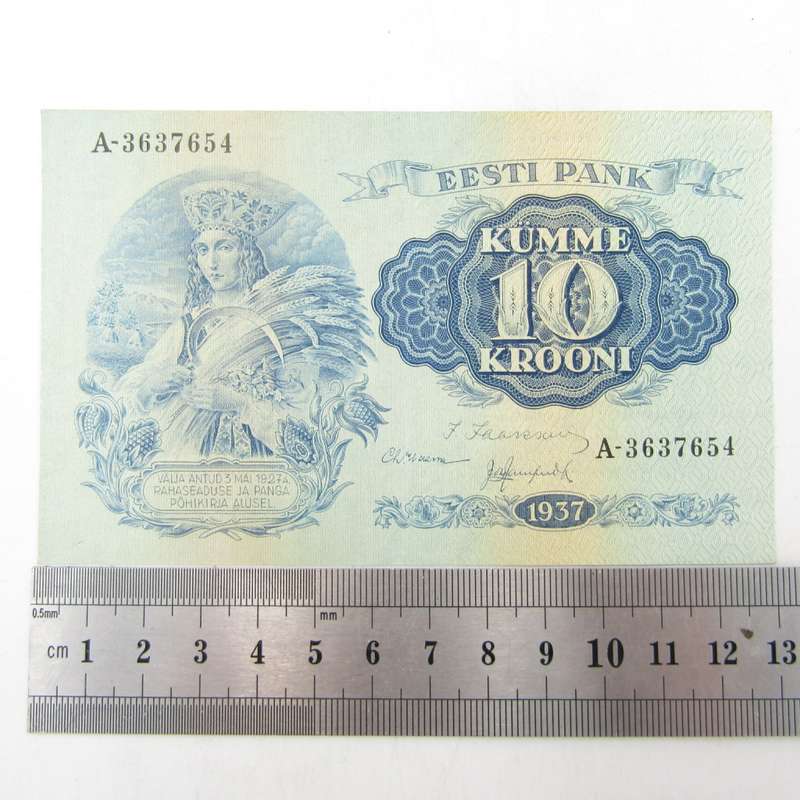 A-3637654
EESTI PANK
KÜMME
10
KROONI
A-3637654
VÄLJA ANTUD 3 MAI 1927 A
RAHASEADUSE JA PANGA
PÕHIKIRJA ALUSEL
1937
0.5mm
mm
cm 1 2 3 4 5 6 7 8 9 10 11 12 13